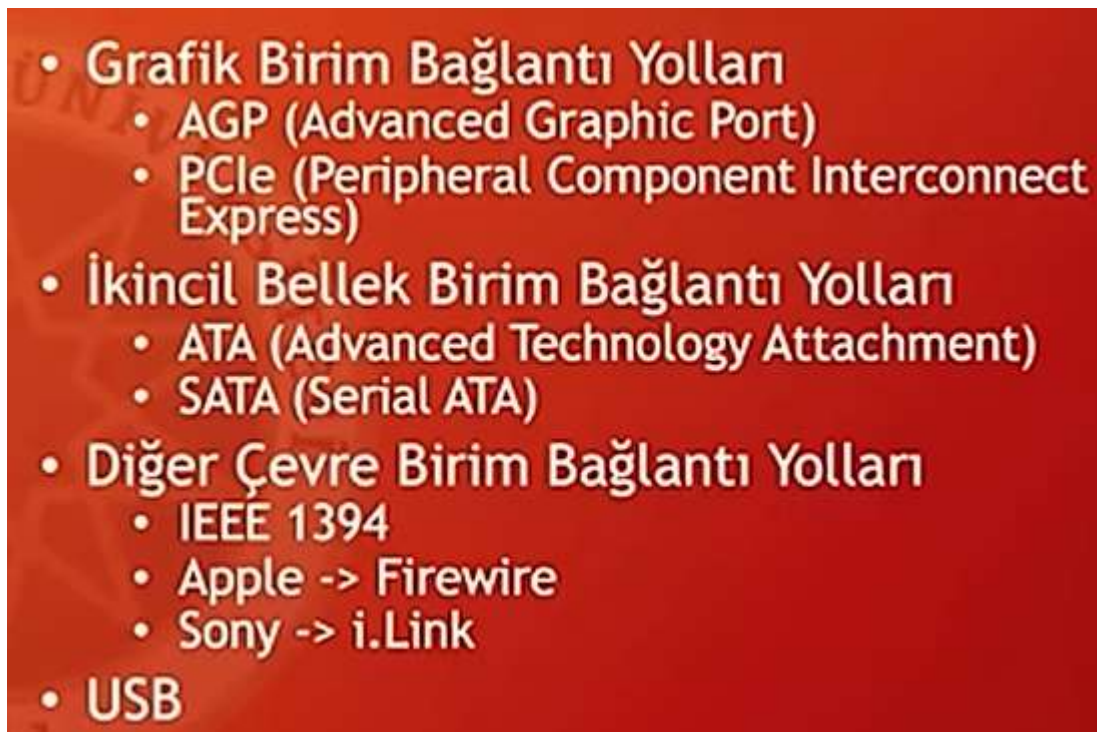 • Grafik Birim Bağlantı Yolları
• AGP (Advanced Graphic Port)
• PCIe (Peripheral Component Interconnect
Express)
• İkincil Bellek Birim Bağlantı Yolları
• ATA (Advanced Technology Attachment)
• SATA (Serial ATA)
• Diğer Çevre Birim Bağlantı Yolları
• IEEE 1394
• Apple -> Firewire
• Sony -> i.Link
• USB